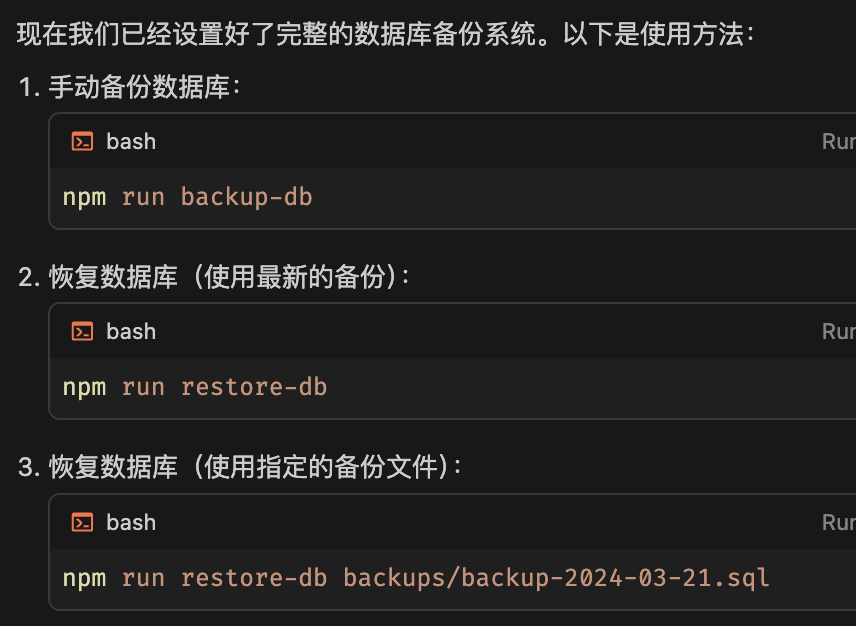 现在我们已经设置好了完整的数据库备份系统。以下是使用方法：
1. 手动备份数据库：
bash
npm run backup-db
2. 恢复数据库（使用最新的备份）：
bash
npm run restore-db
3. 恢复数据库（使用指定的备份文件）：
bash
npm run restore-db backups/backup-2024-03-21.sql